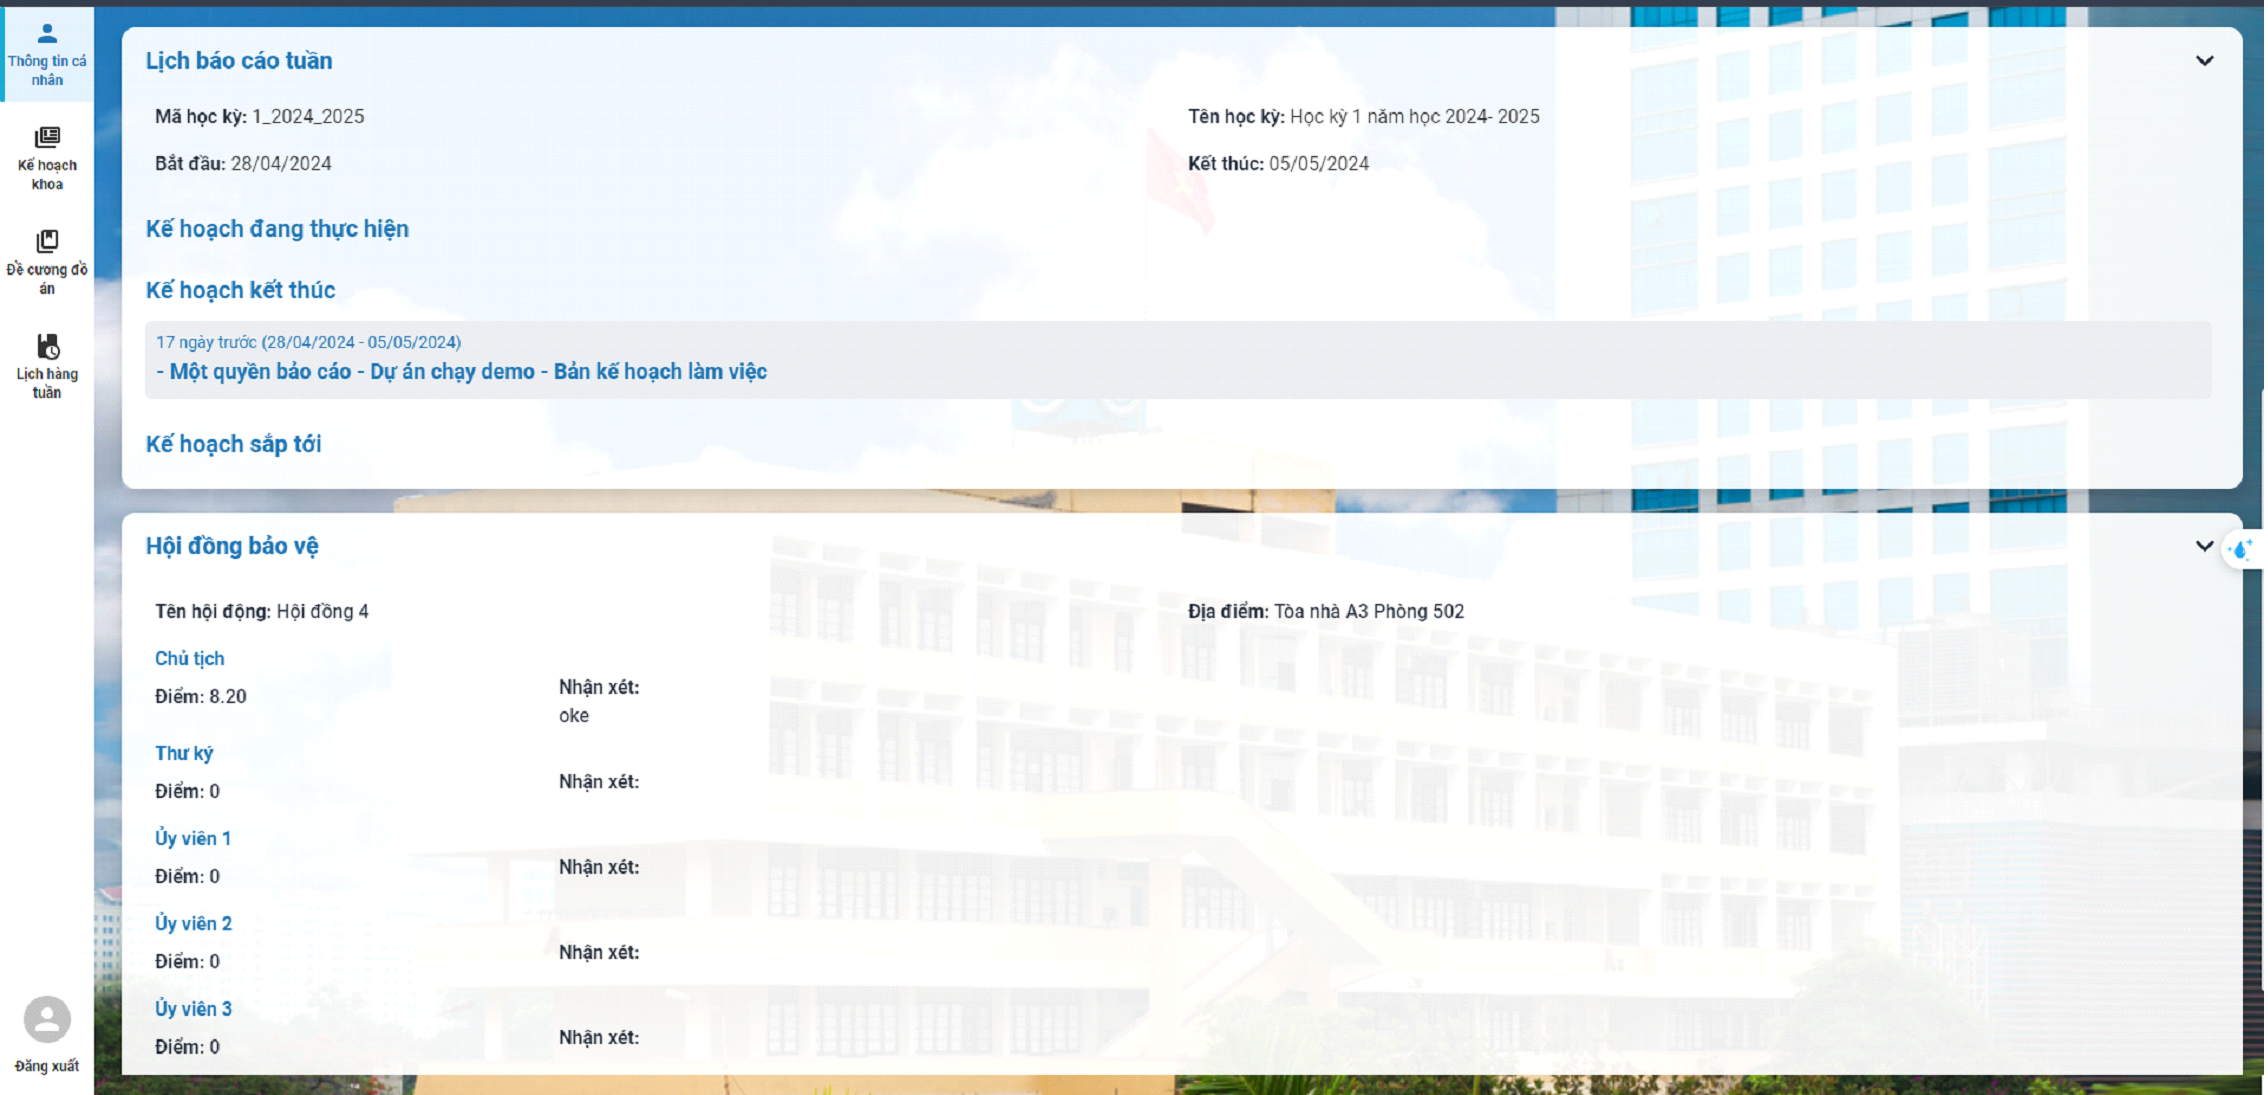 Thông tin cá
nhân
Kế hoạch
khoa
Đề cương đồ
án
Lịch hàng
tuần
Đăng xuất
Lịch báo cáo tuần
Mã học kỳ: 1_2024_2025
Tên học kỳ: Học kỳ 1 năm học 2024- 2025
Bắt đầu: 28/04/2024
Kết thúc: 05/05/2024
Kế hoạch đang thực hiện
Kế hoạch kết thúc
17 ngày trước (28/04/2024 - 05/05/2024)
- Một quyền bảo cáo - Dự án chạy demo - Bản kế hoạch làm việc
Kế hoạch sắp tới
Hội đồng bảo vệ
Tên hội động: Hội đồng 4
Địa điểm: Tòa nhà A3 Phòng 502
Chủ tịch
Điểm: 8.20
Nhận xét:
oke
Thư ký
Điểm: 0
Nhận xét:
Ủy viên 1
Điểm: 0
Nhận xét:
Ủy viên 2
Điểm: 0
Nhận xét:
Ủy viên 3
Điểm: 0
Nhận xét: